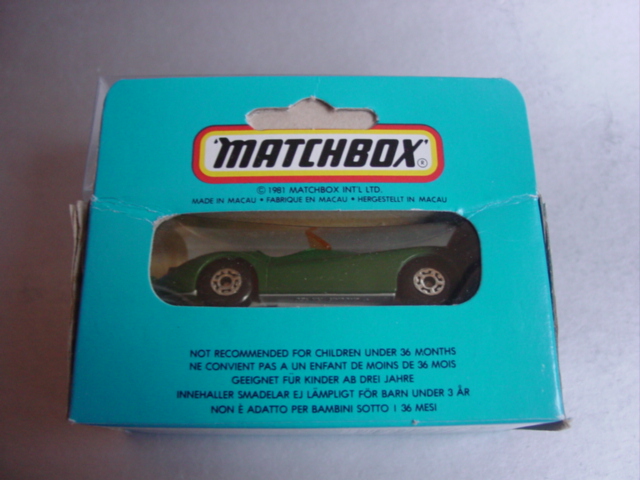 'MATCHBOX' ®
© 1981 MATCHBOX INT'L LTD.
MADE IN MACAU • FABRIQUE EN MACAU • HERGESTELLT IN MACAU
NOT RECOMMENDED FOR CHILDREN UNDER 36 MONTHS
NE CONVIENT PAS A UN ENFANT DE MOINS DE 36 MOIS
GEEIGNET FÜR KINDER AB DREI JAHRE
INNEHALLER SMADELAR EJ LÄMPLIGT FÖR BARN UNDER 3 ÅR
NON È ADATTO PER BAMBINI SOTTO I 36 MESI